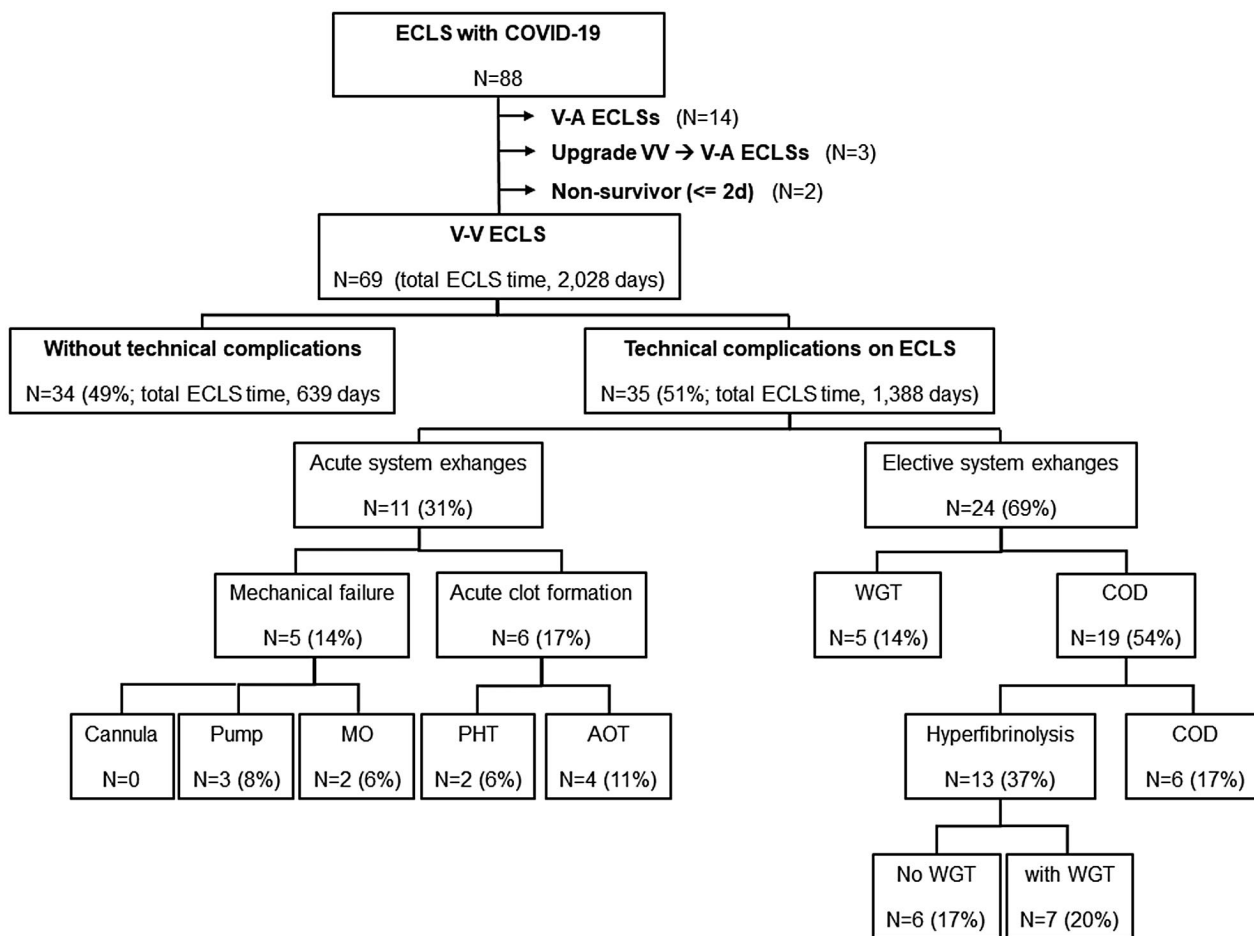 ECLS with COVID-19
N=88
V-A ECLSs (N=14)
Upgrade VV → V-A ECLSs (N=3)
Non-survivor (<= 2d) (N=2)
V-V ECLS
N=69 (total ECLS time, 2,028 days)
Without technical complications
N=34 (49%; total ECLS time, 639 days
Technical complications on ECLS
N=35 (51%; total ECLS time, 1,388 days)
Acute system exhanges
N=11 (31%)
Elective system exhanges
N=24 (69%)
Mechanical failure
N=5 (14%)
Acute clot formation
N=6 (17%)
WGT
N=5 (14%)
COD
N=19 (54%)
Cannula
N=0
Pump
N=3 (8%)
MO
N=2 (6%)
PHT
N=2 (6%)
AOT
N=4 (11%)
Hyperfibrinolysis
N=13 (37%)
COD
N=6 (17%)
No WGT
N=6 (17%)
with WGT
N=7 (20%)